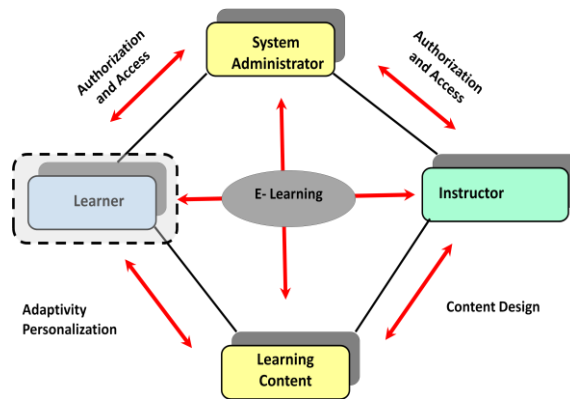 System
Administrator
Authorization
and Access
Authorization
and Access
Learner
E- Learning
Instructor
Adaptivity
Personalization
Content Design
Learning
Content